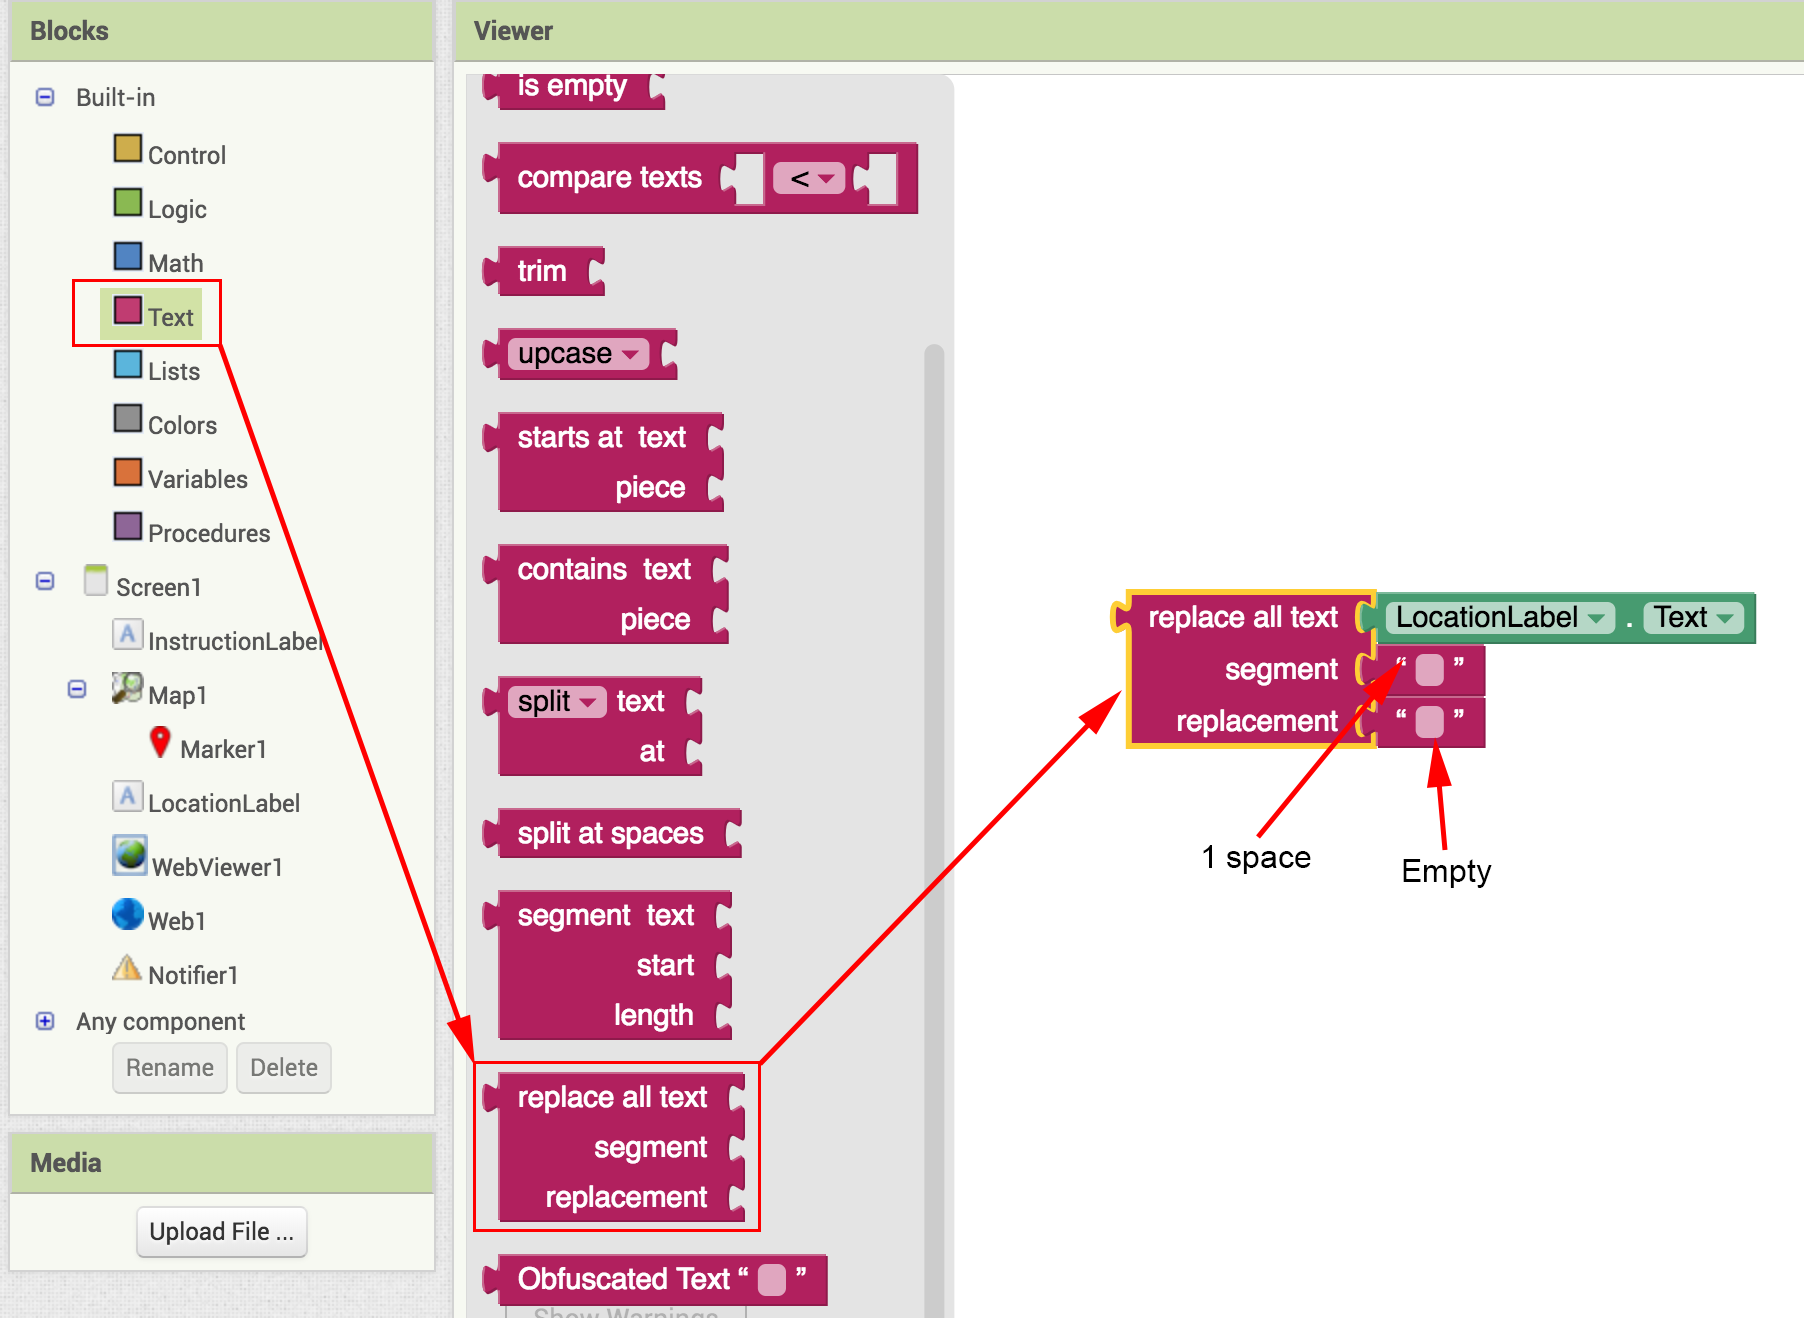 Blocks
Built-in
Control
Logic
Math
Text
Lists
Colors
Variables
Procedures
Screen1
InstructionLabel
Map1
Marker1
LocationLabel
WebViewer1
Web1
Notifier1
Any component
Rename Delete
Media
Upload File ...
Viewer
is empty
compare texts <
trim
upcase
starts at text
piece
contains text
piece
split text
at
split at spaces
segment text
start
length
replace all text
segment
replacement
Obfuscated Text “ ”
Show Warnings
replace all text LocationLabel . Text
segment “ ”
replacement “ ”
1 space
Empty